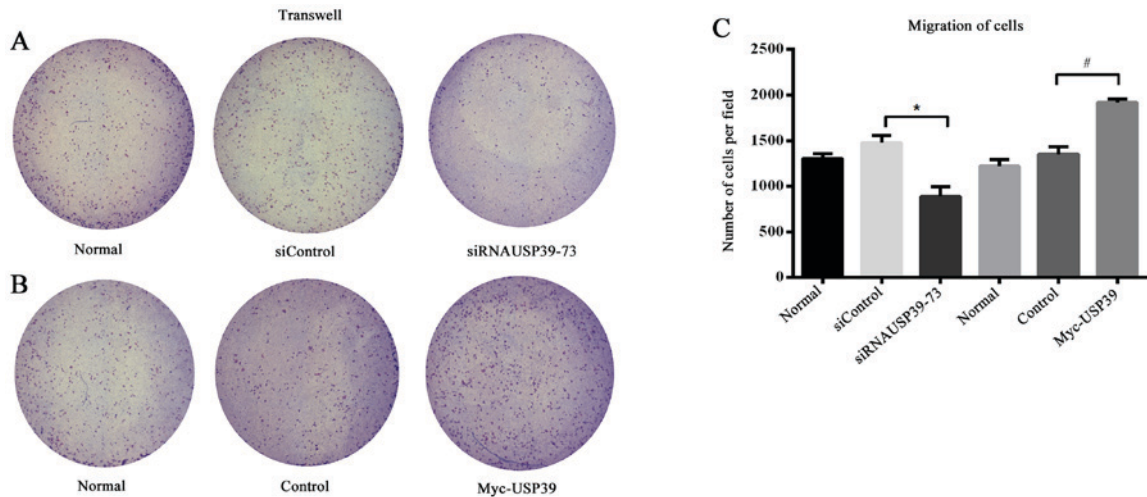 Transwell
A
Normal
siControl
siRNAUSP39-73
B
Normal
Control
Myc-USP39
C
Migration of cells
Number of cells per field
2500
2000
1500
1000
500
0
*
#
Normal
siControl
siRNAUSP39-73
Normal
Control
Myc-USP39